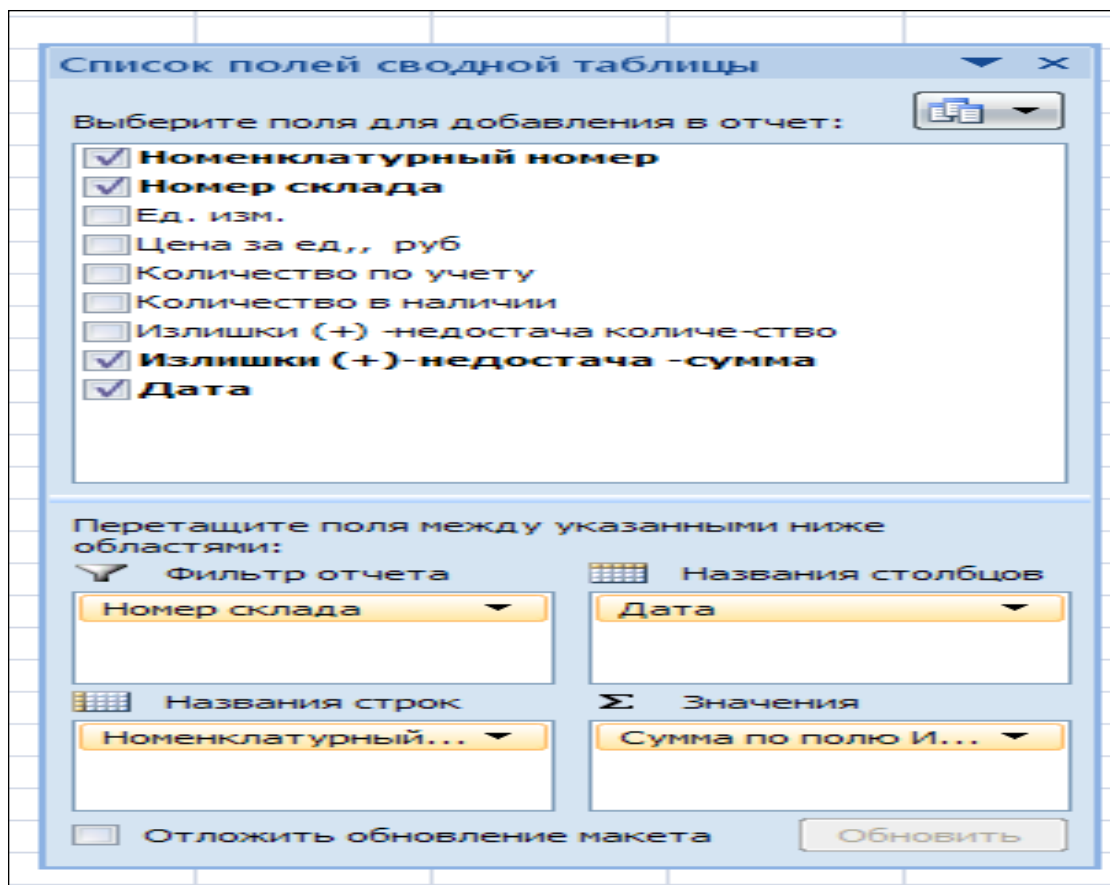 Список полей сводной таблицы
Выберите поля для добавления в отчет:
Номенклатурный номер
Номер склада
Ед. изм.
Цена за ед,, руб
Количество по учету
Количество в наличии
Излишки (+) -недостача количе-ство
Излишки (+)-недостача -сумма
Дата
Перетащите поля между указанными ниже
областями:
Фильтр отчета
Номер склада
Названия столбцов
Дата
Названия строк
Номенклатурный...
Σ Значения
Сумма по полю И...
Отложить обновление макета
Обновить